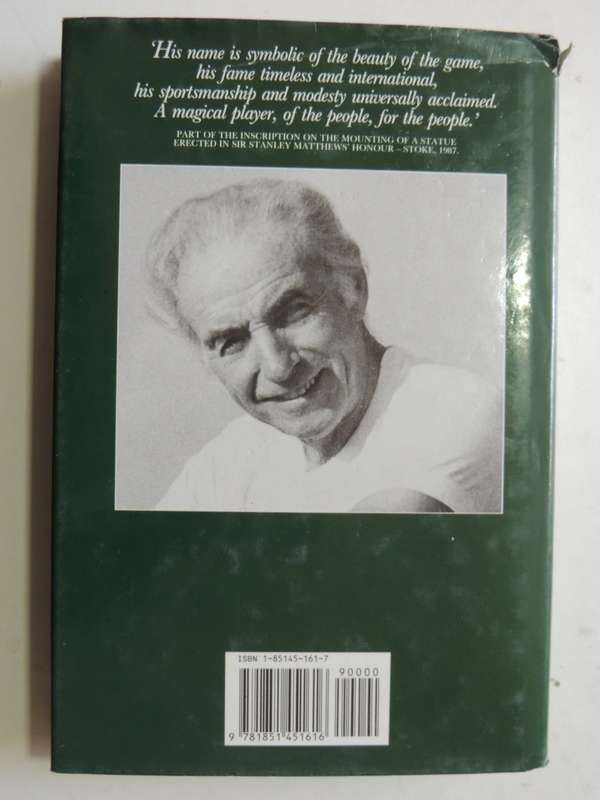 ‘His name is symbolic of the beauty of the game,
his fame timeless and international,
his sportsmanship and modesty universally acclaimed.
A magical player, of the people, for the people.’
PART OF THE INSCRIPTION ON THE MOUNTING OF A STATUE
ERECTED IN SIR STANLEY MATTHEWS’ HONOUR – STOKE, 1987.
ISBN 1-85145-161-7
90000
9 781851 451616